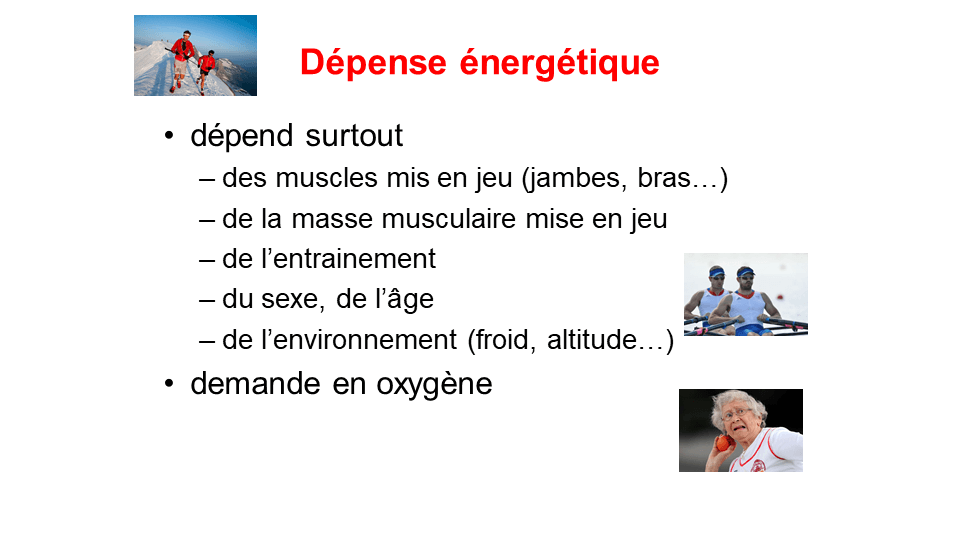 Dépense énergétique
• dépend surtout
– des muscles mis en jeu (jambes, bras…)
– de la masse musculaire mise en jeu
– de l’entrainement
– du sexe, de l’âge
– de l’environnement (froid, altitude…)
• demande en oxygène